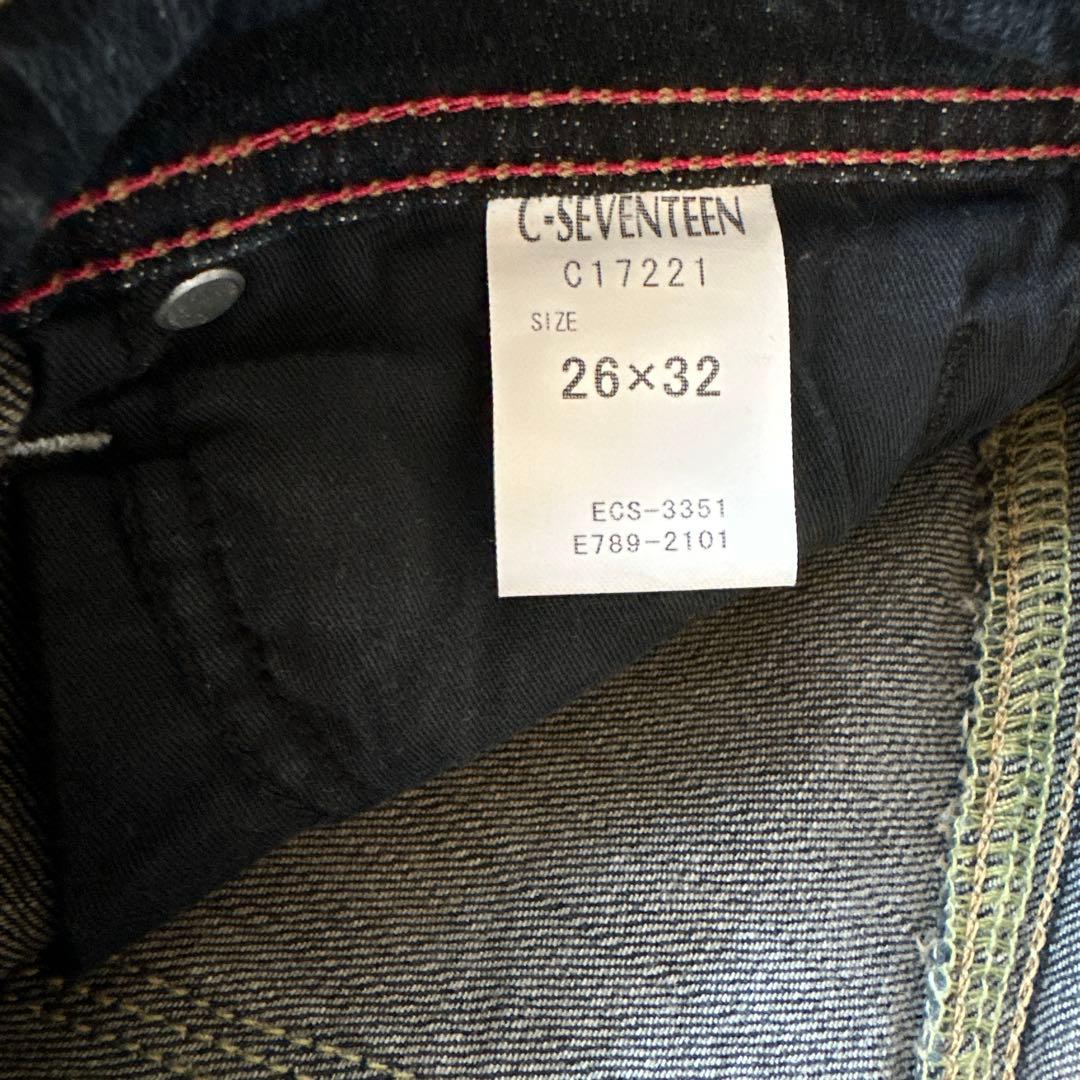 C-SEVENTEEN
C17221
SIZE
26×32
ECS-3351
E789-2101